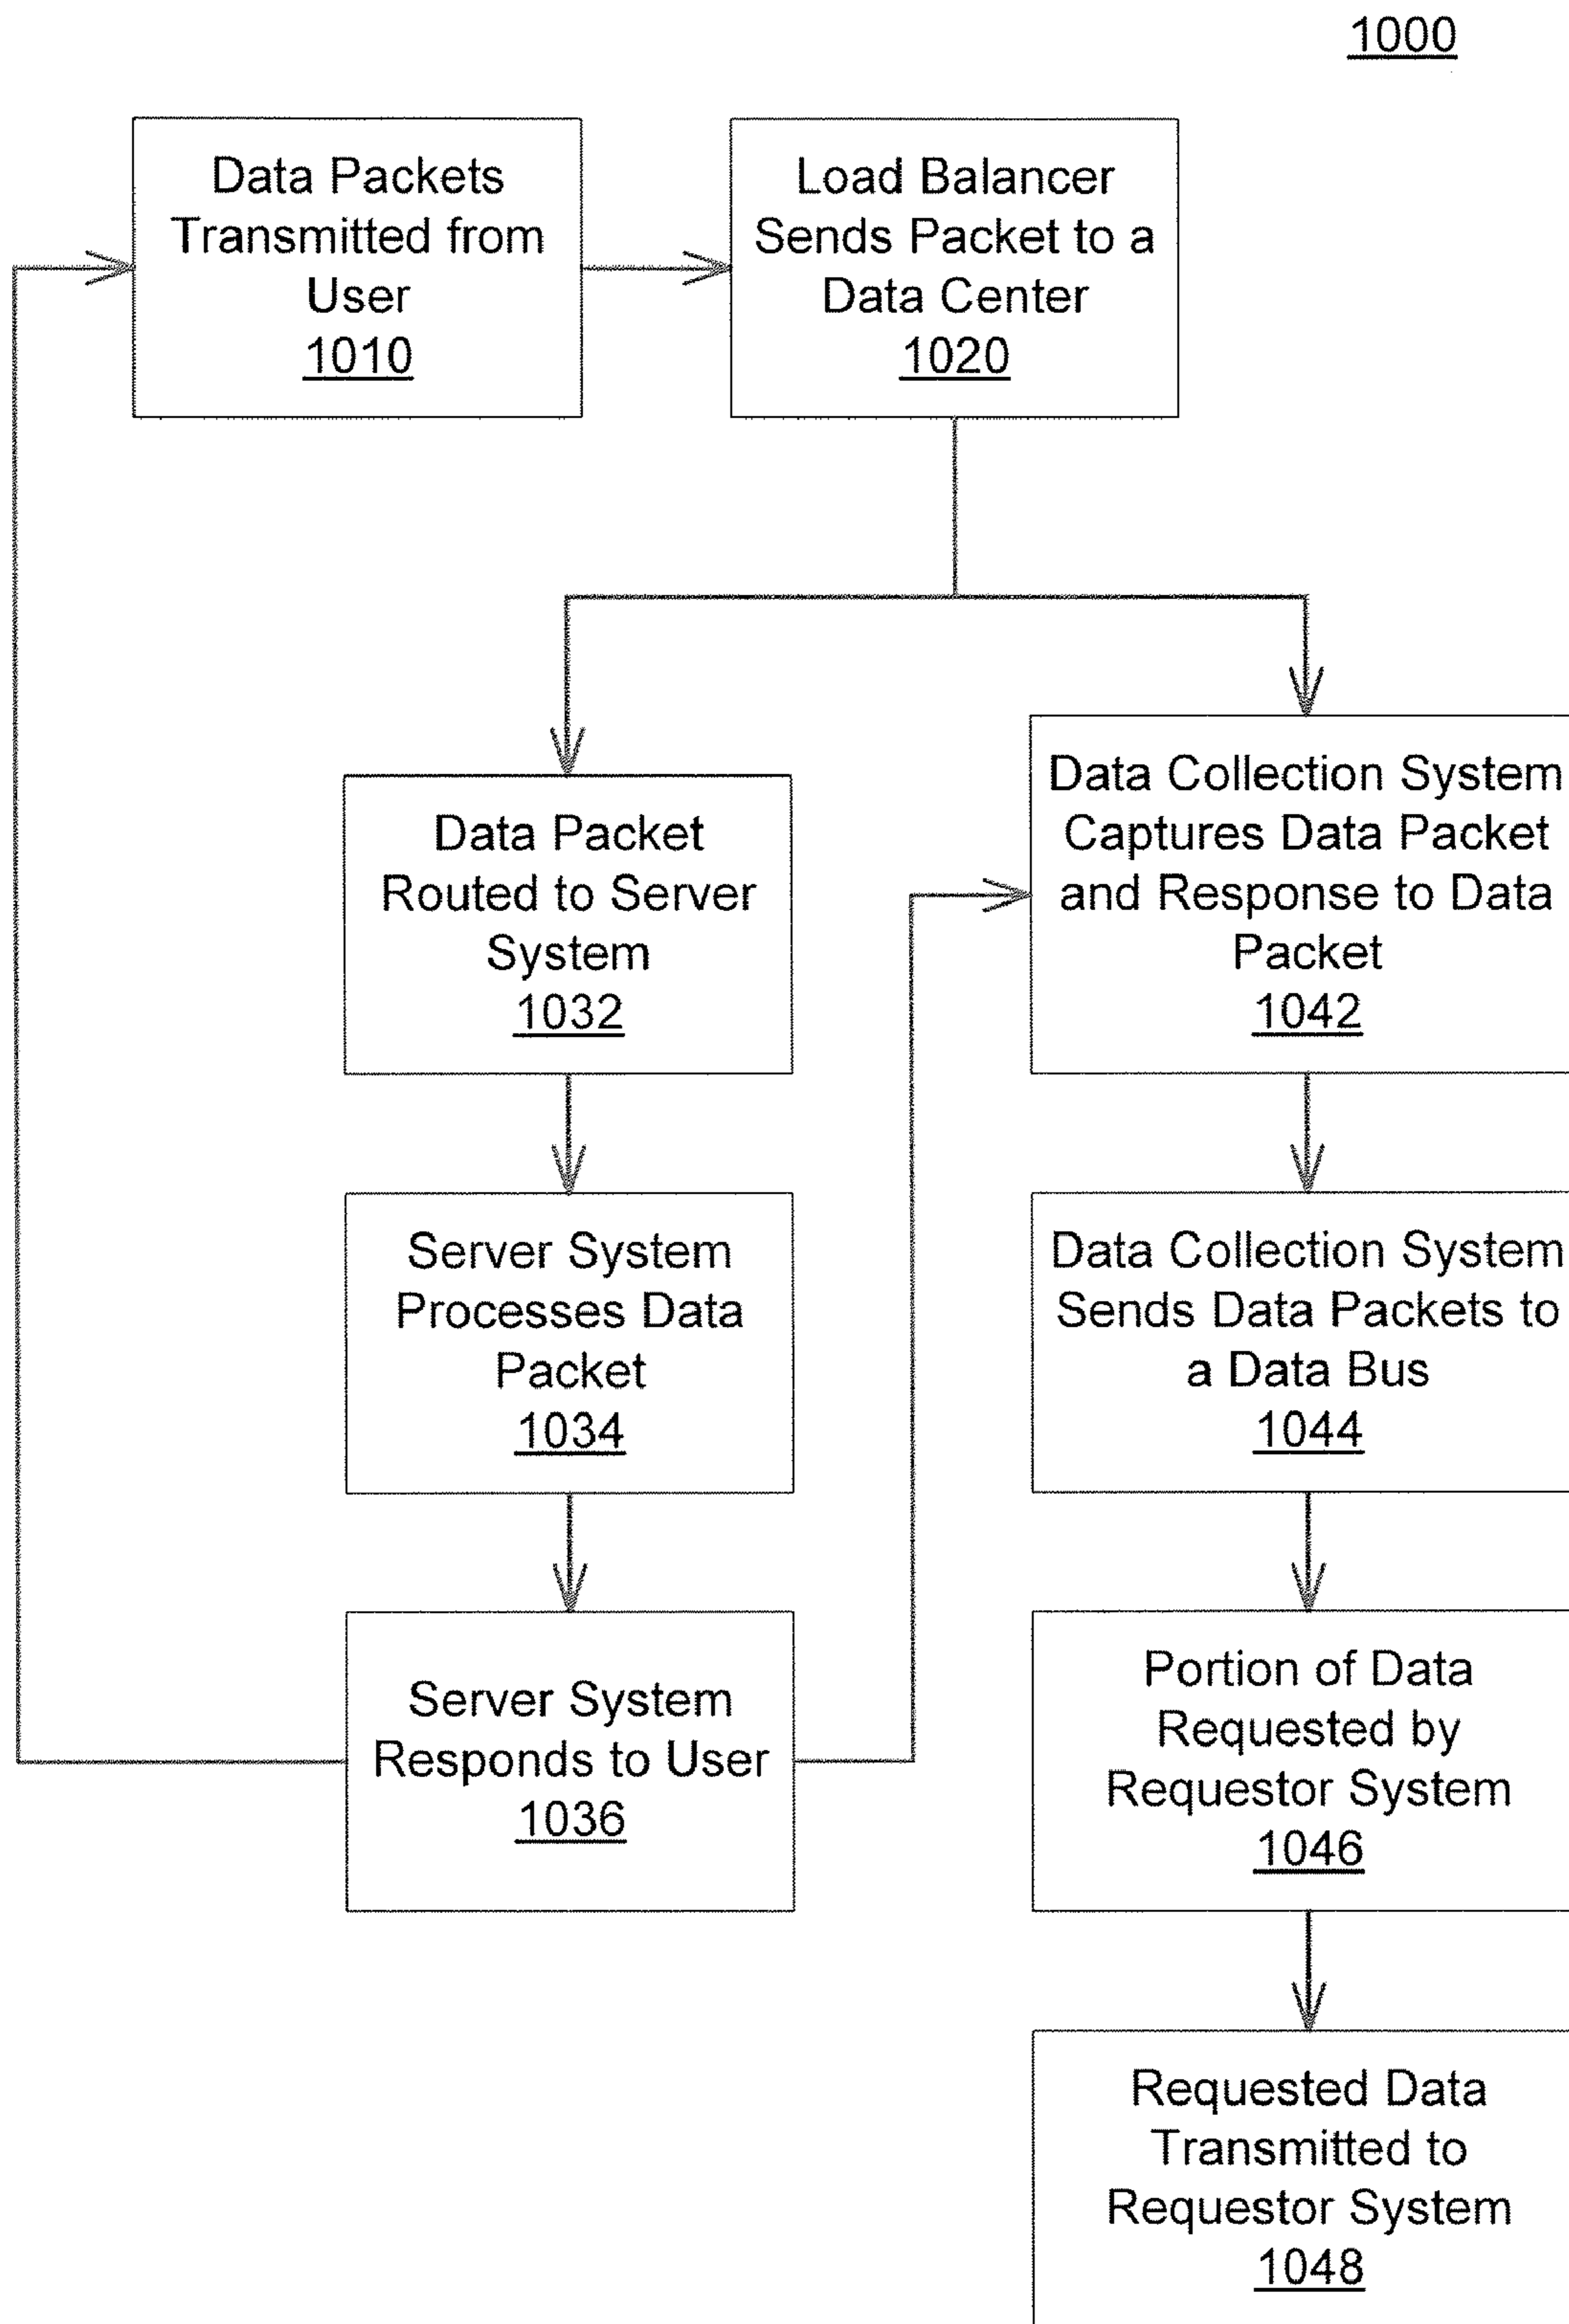 1000
Data Packets
Transmitted from
User
1010
Load Balancer
Sends Packet to a
Data Center
1020
Data Packet
Routed to Server
System
1032
Server System
Processes Data
Packet
1034
Server System
Responds to User
1036
Data Collection System
Captures Data Packet
and Response to Data
Packet
1042
Data Collection System
Sends Data Packets to
a Data Bus
1044
Portion of Data
Requested by
Requestor System
1046
Requested Data
Transmitted to
Requestor System
1048